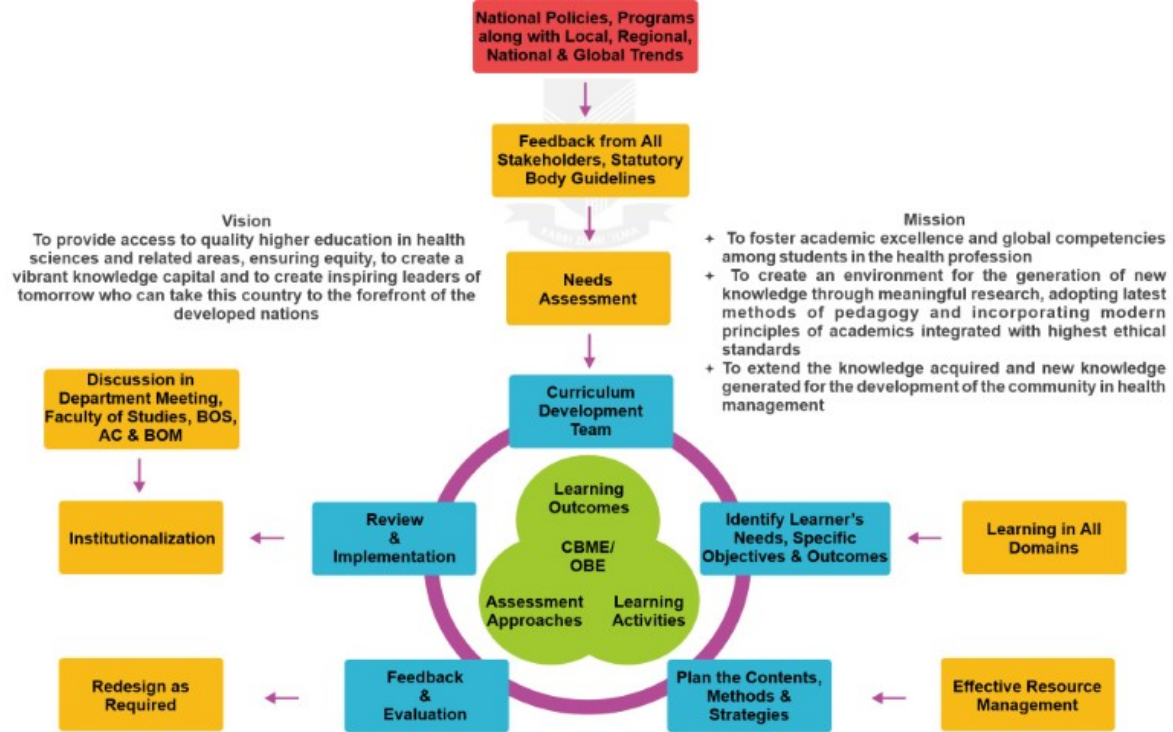 National Policies, Programs
along with Local, Regional,
National & Global Trends
Feedback from All
Stakeholders, Statutory
Body Guidelines
Vision
To provide access to quality higher education in health
sciences and related areas, ensuring equity, to create a
vibrant knowledge capital and to create inspiring leaders of
tomorrow who can take this country to the forefront of the
developed nations
Needs
Assessment
Mission
+ To foster academic excellence and global competencies
among students in the health profession
+ To create an environment for the generation of new
knowledge through meaningful research, adopting latest
methods of pedagogy and incorporating modern
principles of academics integrated with highest ethical
standards
+ To extend the knowledge acquired and new knowledge
generated for the development of the community in health
management
Discussion in
Department Meeting,
Faculty of Studies, BOS,
AC & BOM
Curriculum
Development
Team
Institutionalization
Review
&
Implementation
Learning
Outcomes
CBME/
OBE
Assessment
Approaches
Learning
Activities
Identify Learner's
Needs, Specific
Objectives & Outcomes
Learning in All
Domains
Redesign as
Required
Feedback
&
Evaluation
Plan the Contents,
Methods &
Strategies
Effective Resource
Management